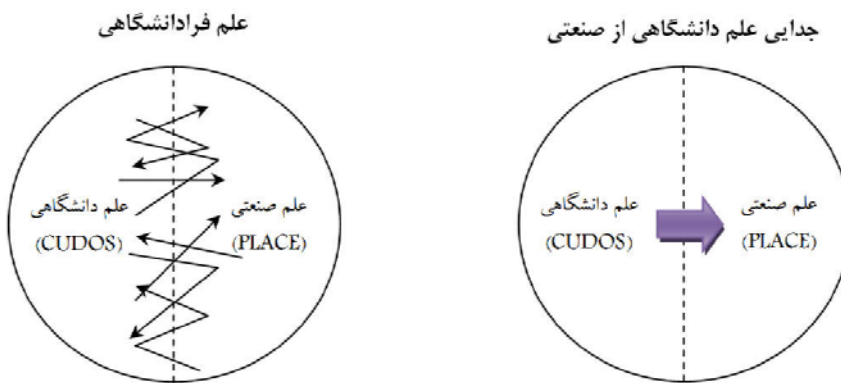 جدایی علم دانشگاهی از صنعتی
علم دانشگاهی
(CUDOS)
علم صنعتی
(PLACE)
علم فرادانشگاهی
علم صنعتی
(PLACE)
علم دانشگاهی
(CUDOS)